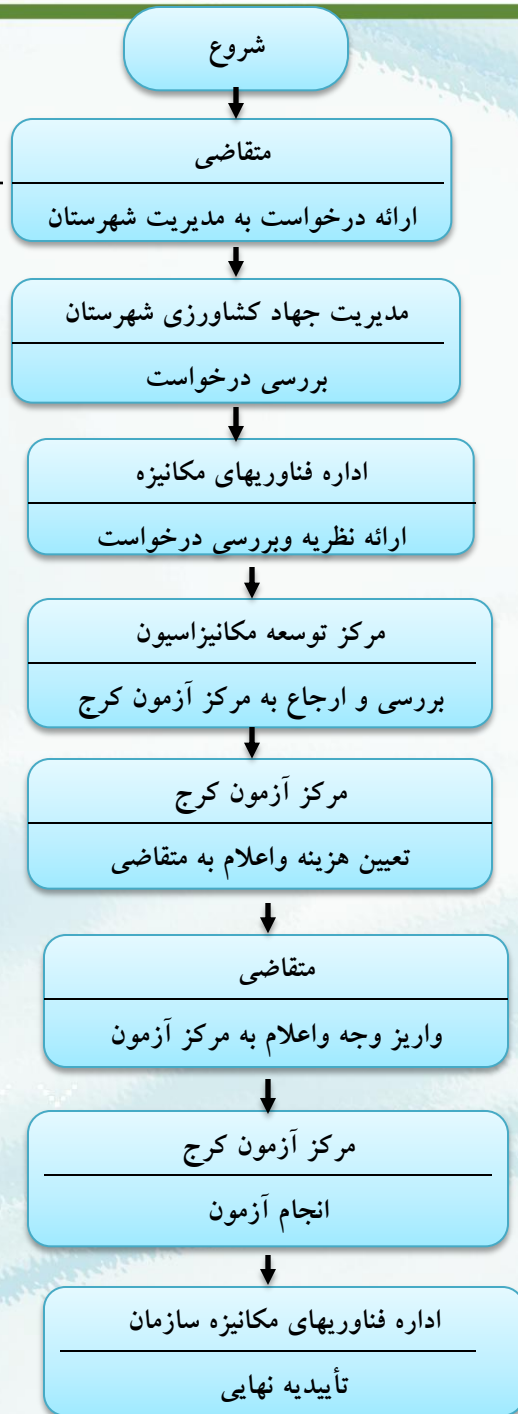 شروع
متقاضی
ارائه درخواست به مدیریت شهرستان
مدیریت جهاد کشاورزی شهرستان
بررسی درخواست
اداره فناوریهای مکانیزه
ارائه نظریه وبررسی درخواست
مرکز توسعه مکانیزاسیون
بررسی و ارجاع به مرکز آزمون کرج
مرکز آزمون کرج
تعیین هزینه واعلام به متقاضی
متقاضی
واریز وجه واعلام به مرکز آزمون
مرکز آزمون کرج
انجام آزمون
اداره فناوریهای مکانیزه سازمان
تأییدیه نهایی